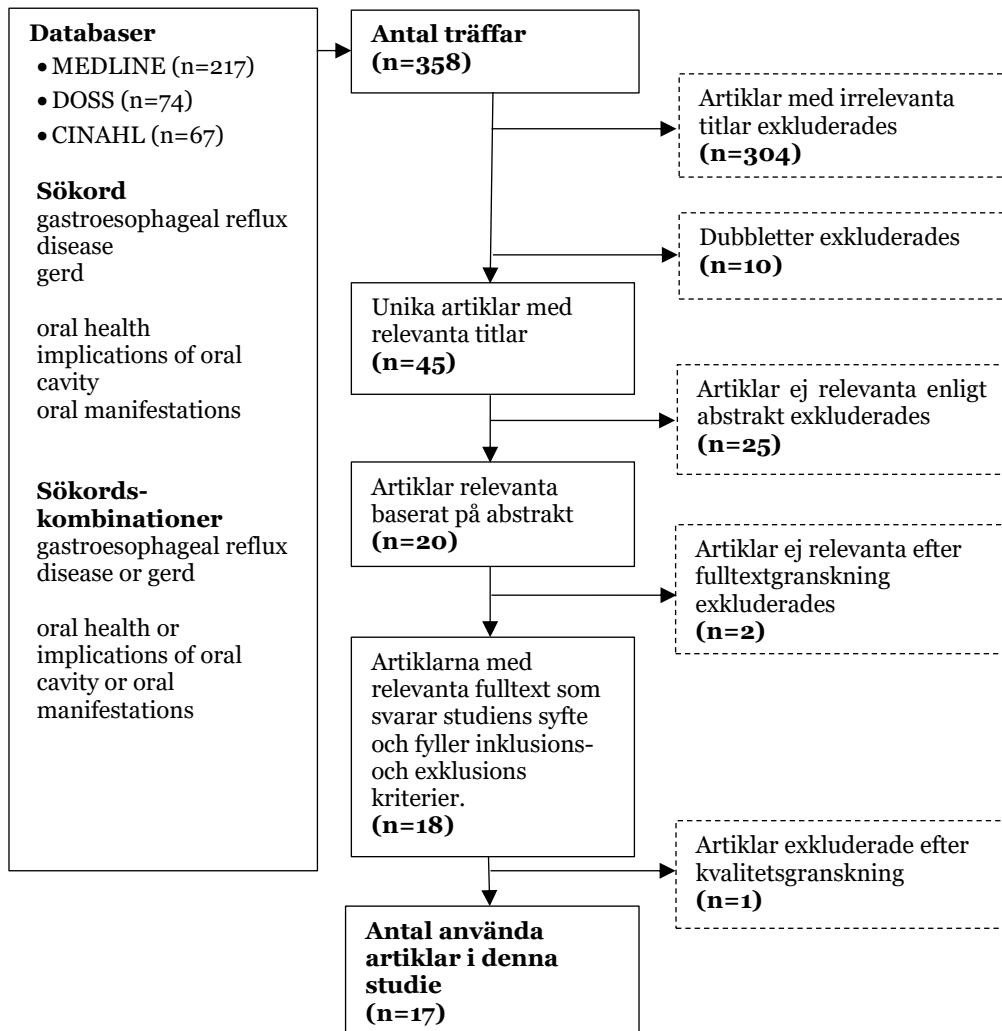 Databaser
• MEDLINE (n=217)
• DOSS (n=74)
• CINAHL (n=67)
Sökord
gastroesophageal reflux
disease
gerd
oral health
implications of oral
cavity
oral manifestations
Sökords-
kombinationer
gastroesophageal reflux
disease or gerd
oral health or
implications of oral
cavity or oral
manifestations
Antal träffar
(n=358)
Artiklar med irrelevanta
titlar exkluderades
(n=304)
Dubbletter exkluderades
(n=10)
Unika artiklar med
relevanta titlar
(n=45)
Artiklar ej relevanta enligt
abstrakt exkluderades
(n=25)
Artiklar relevanta
baserat på abstrakt
(n=20)
Artiklar ej relevanta efter
fulltextgranskning
exkluderades
(n=2)
Artiklarna med
relevanta fulltext som
svarar studiens syfte
och fyller inklusions-
och exklusions
kriterier.
(n=18)
Artiklar exkluderade efter
kvalitetsgranskning
(n=1)
Antal använda
artiklar i denna
studie
(n=17)